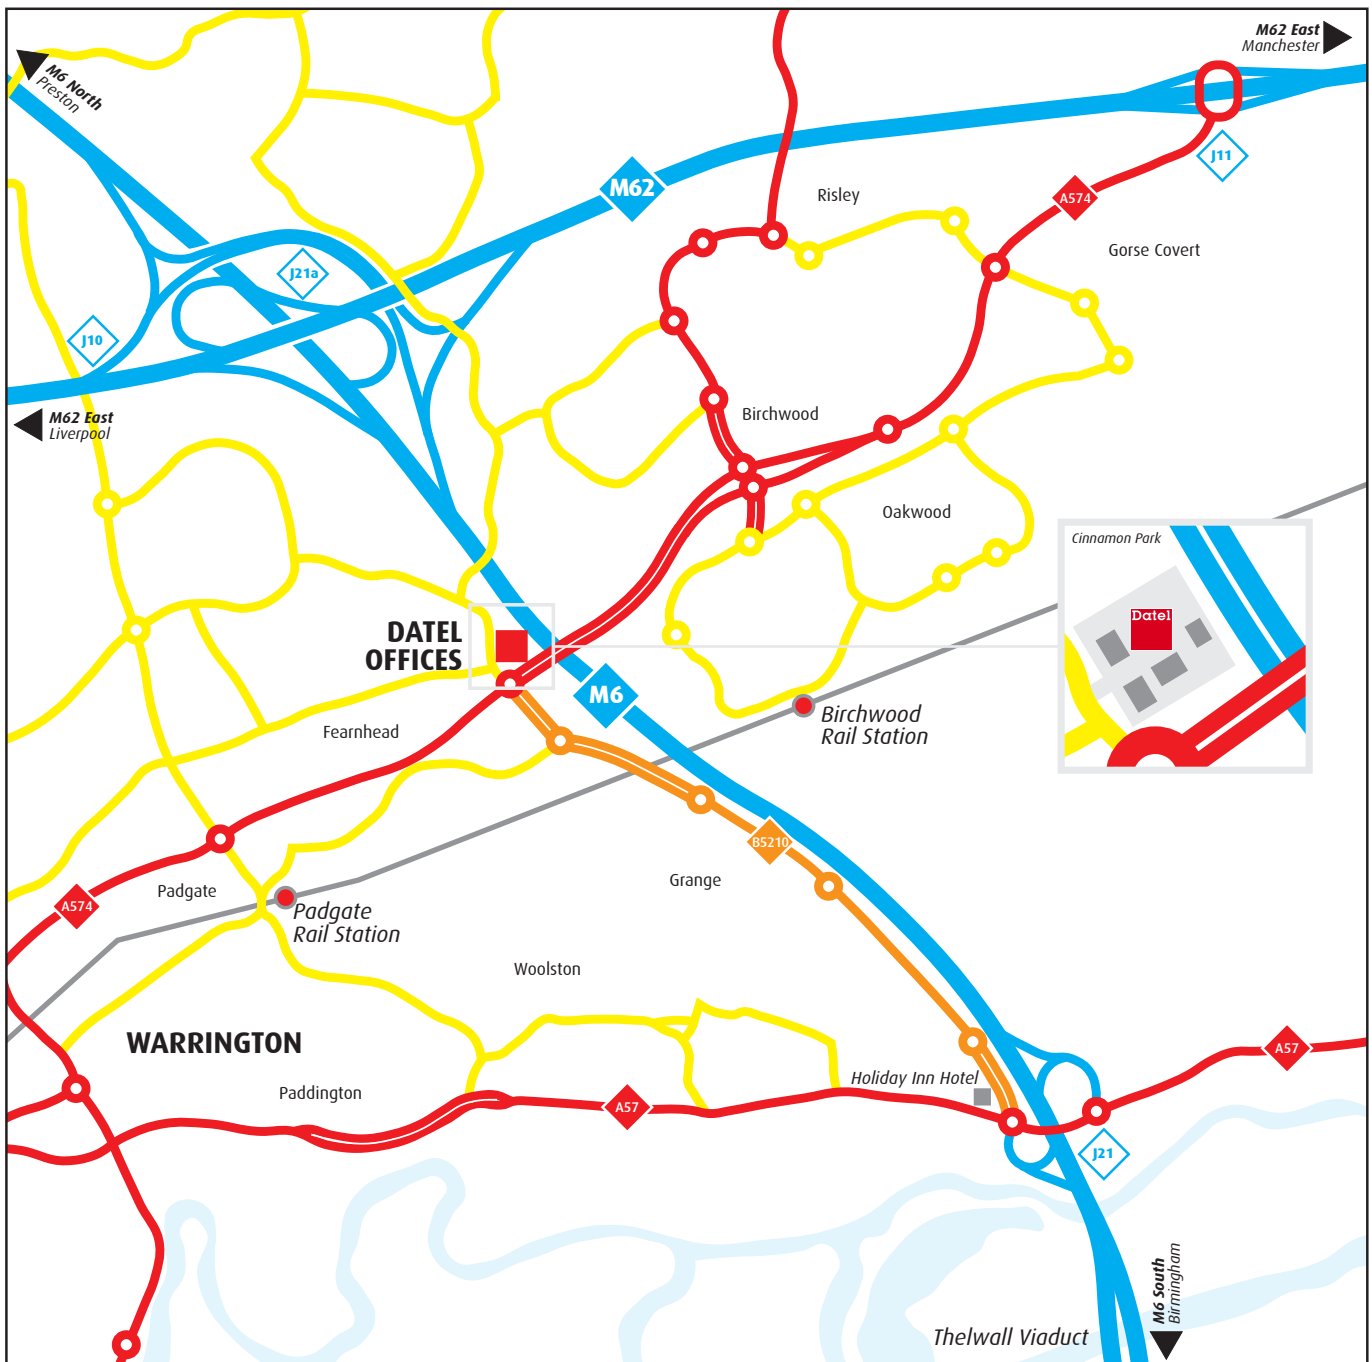 M62 East
Manchester
M6 North
Preston
J11
M62
Risley
A574
Gorse Covert
J21a
J10
M62 East
Liverpool
Birchwood
Oakwood
Cinnamon Park
Datel
DATEL
OFFICES
M6
Birchwood
Rail Station
Fearnhead
B5210
Grange
Padgate
A574
Padgate
Rail Station
Woolston
WARRINGTON
A57
Holiday Inn Hotel
Paddington
A57
J21
M6 South
Birmingham
Thelwall Viaduct